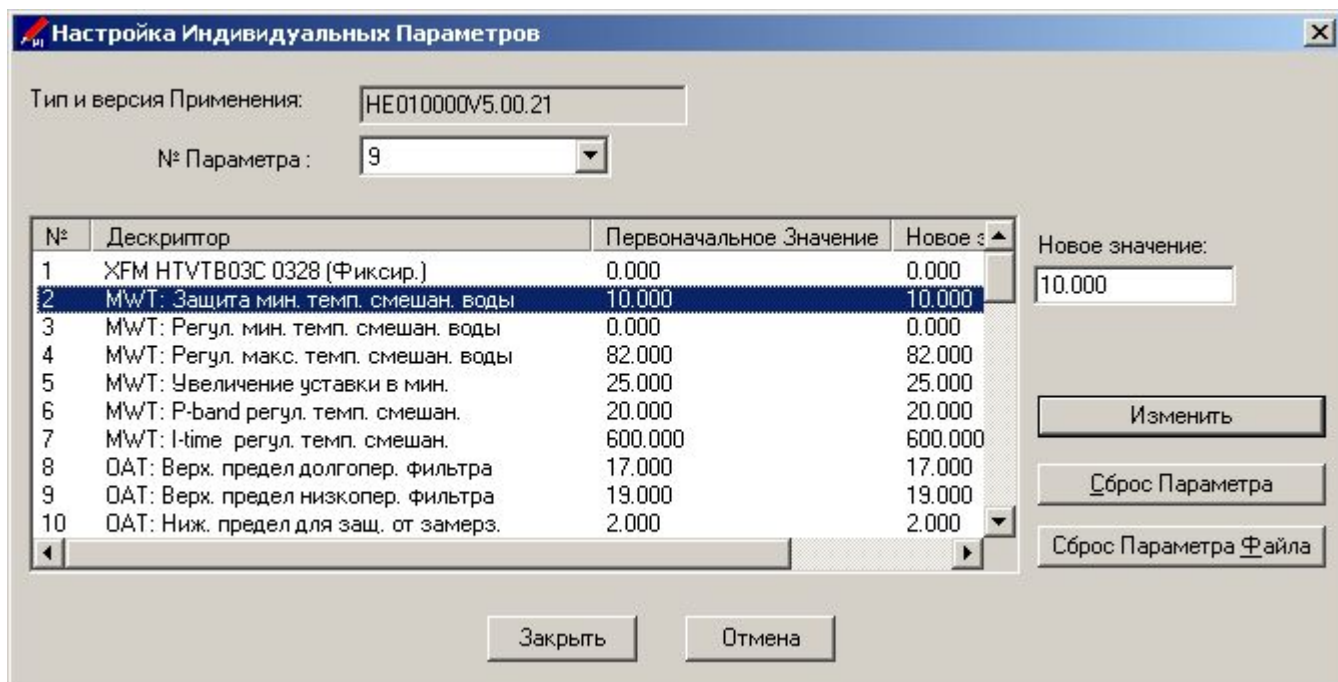 Настройка Индивидуальных Параметров
Тип и версия Применения: HE010000V5.00.21
№ Параметра : 9
№ Дескриптор Первоначальное Значение Новое з
1 XFM HTVTB03C 0328 (Фиксир.) 0.000 0.000
2 MWT: Защита мин. темп. смешан. воды 10.000 10.000
3 MWT: Регул. мин. темп. смешан. воды 0.000 0.000
4 MWT: Регул. макс. темп. смешан. воды 82.000 82.000
5 MWT: Увеличение уставки в мин. 25.000 25.000
6 MWT: P-band регул. темп. смешан. 20.000 20.000
7 MWT: I-time регул. темп. смешан. 600.000 600.000
8 OAT: Верх. предел долгопер. фильтра 17.000 17.000
9 OAT: Верх. предел низкопер. фильтра 19.000 19.000
10 OAT: Ниж. предел для защ. от замерз. 2.000 2.000
Новое значение:
10.000
Изменить
Сброс Параметра
Сброс Параметра Файла
Закрыть Отмена